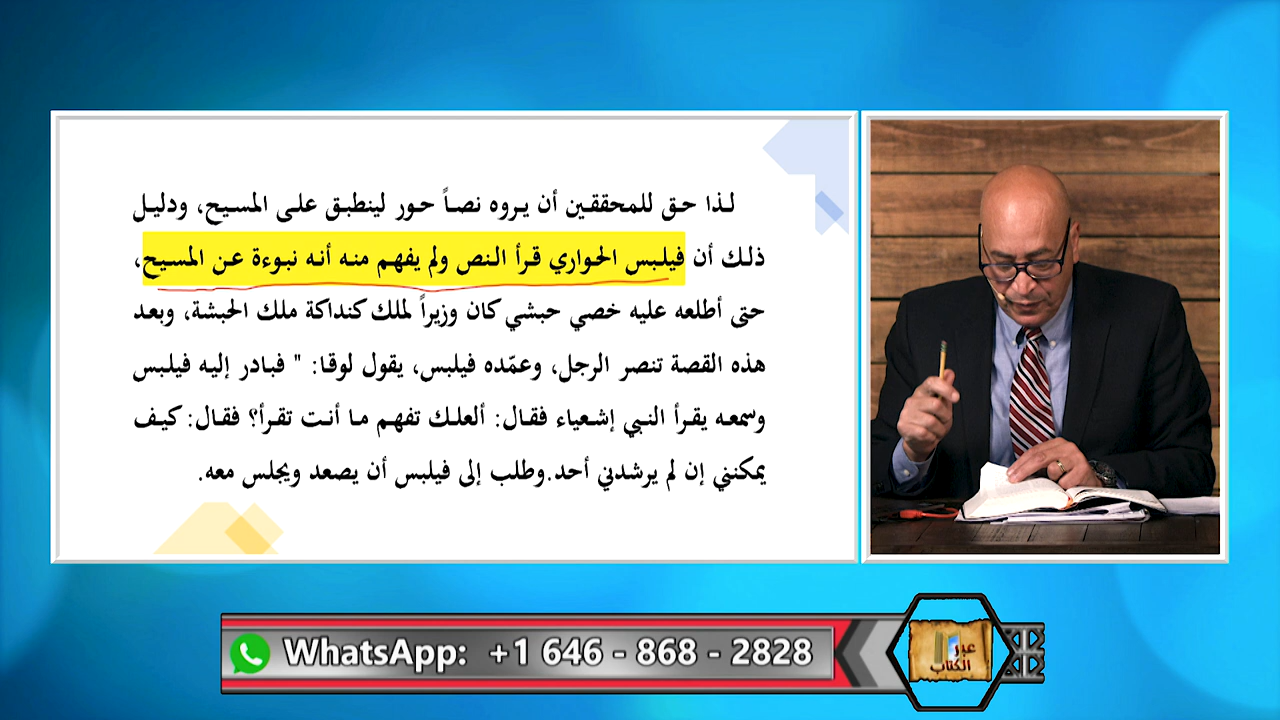 لذا حق للمحققين أن يروه نصاً حور لينطبق على المسيح، ودليل
ذلك أن فيلبس الحواري قرأ النص ولم يفهم منه أنه نبوءة عن المسيح،
حتى أطلعه عليه خصي حبشي كان وزيراً لملك كنداكة ملك الحبشة، وبعد
هذه القصة تنصر الرجل، وعمّده فيلبس، يقول لوقا: " فبادر إليه فيلبس
وسمعه يقرأ النبي إشعياء فقال: ألعلك تفهم ما أنت تقرأ؟ فقال: كيف
يمكنني إن لم يرشدني أحد.وطلب إلى فيلبس أن يصعد ويجلس معه.
WhatsApp: +1 646 - 868 - 2828
عبر
الكتاب